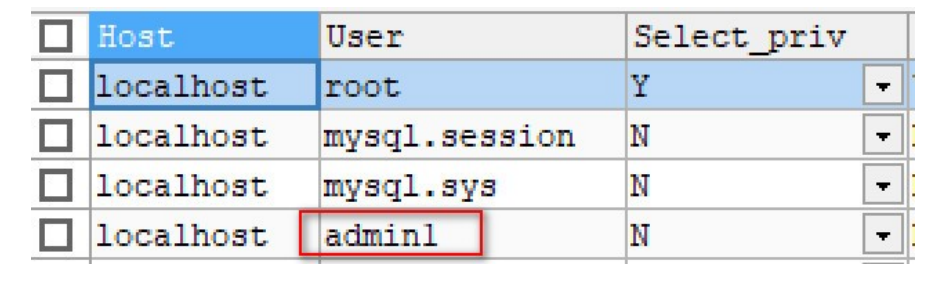 Host User Select_priv
localhost root Y
localhost mysql.session N
localhost mysql.sys N
localhost admin1 N